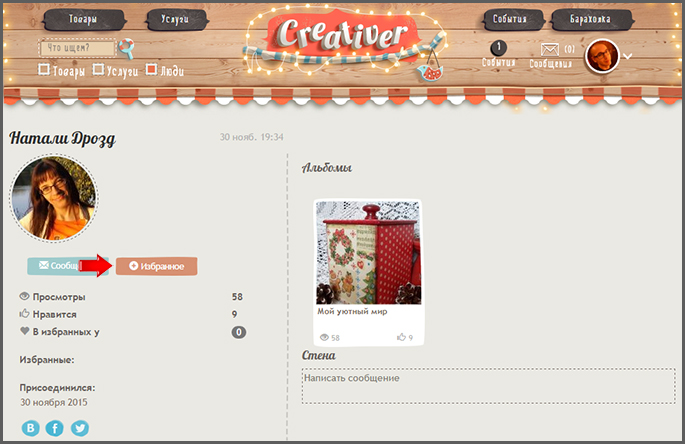 Товары
Услуги
Creativer
События
Барахолка
Что ищем?
Товары Услуги Люди
1
События
(0)
Сообщения
Натали Дрозд
30 нояб. 19:34
Избранное
Просмотры 58
Нравится 9
В избранных у 0
Избранные:
Присоединился:
30 ноября 2015
Альбомы
Мой уютный мир
58 9
Стена
Написать сообщение